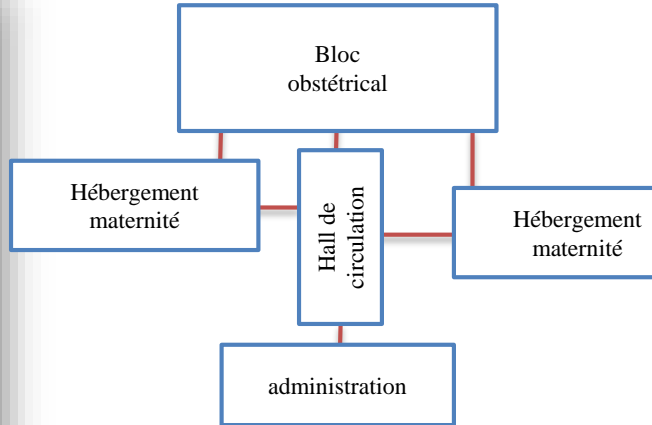 Bloc
obstétrical
Hébergement
maternité
Hall de
circulation
Hébergement
maternité
administration